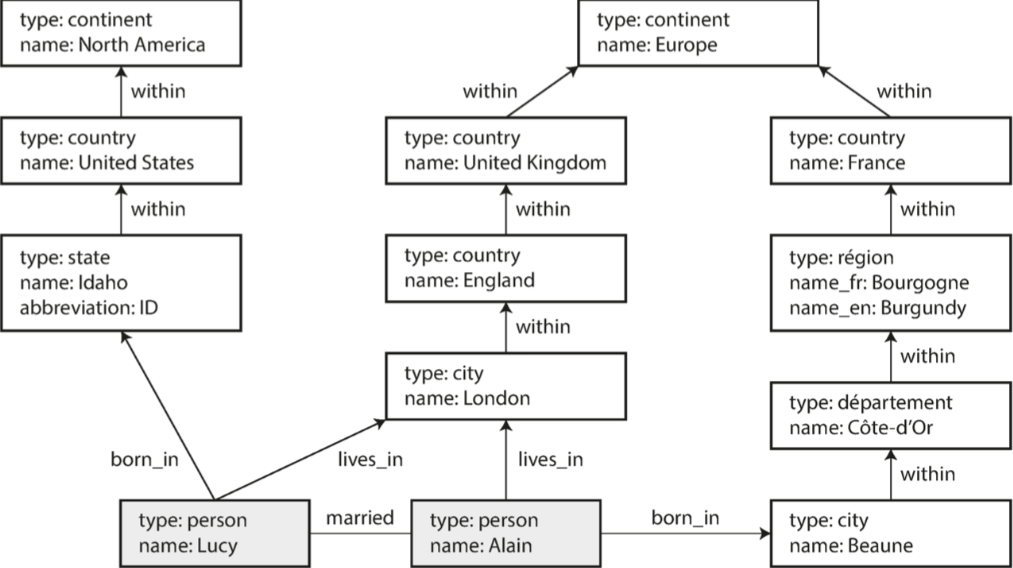 type: continent
name: North America
type: continent
name: Europe
within
within
within
type: country
name: United States
type: country
name: United Kingdom
type: country
name: France
within
within
within
type: state
name: Idaho
abbreviation: ID
type: country
name: England
type: région
name_fr: Bourgogne
name_en: Burgundy
within
within
type: city
name: London
type: département
name: Côte-d’Or
born_in
lives_in
lives_in
within
type: person
name: Lucy
married
type: person
name: Alain
born_in
type: city
name: Beaune